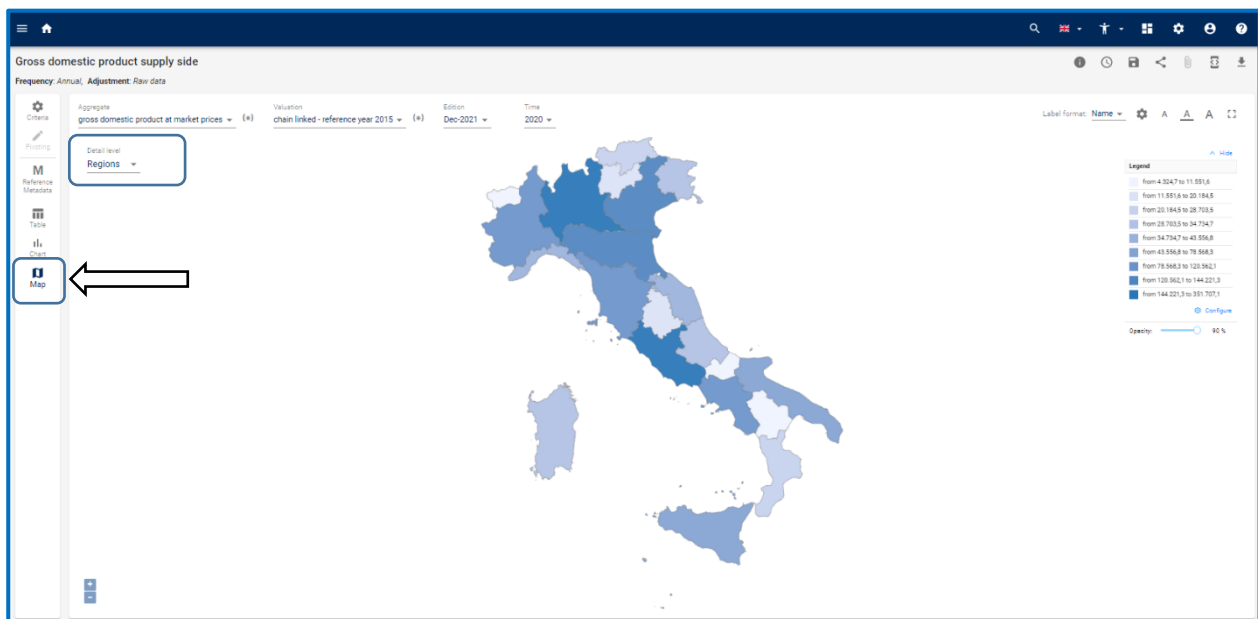 Gross domestic product supply side
Frequency: Annual, Adjustment: Raw data
Criteria
Pivoting
M
Reference
Metadata
Table
Chart
Map
Aggregate
gross domestic product at market prices
(*)
Valuation
chain linked - reference year 2015
(*)
Edition
Dec-2021
Time
2020
Label format: Name
A A A
Detail level
Regions
Hide
Legend
from 4.324,7 to 11.551,6
from 11.551,6 to 20.184,5
from 20.184,5 to 28.703,5
from 28.703,5 to 34.734,7
from 34.734,7 to 43.556,8
from 43.556,8 to 78.568,3
from 78.568,3 to 120.562,1
from 120.562,1 to 144.221,3
from 144.221,3 to 351.707,1
Configure
Opacity: 90 %
+
-